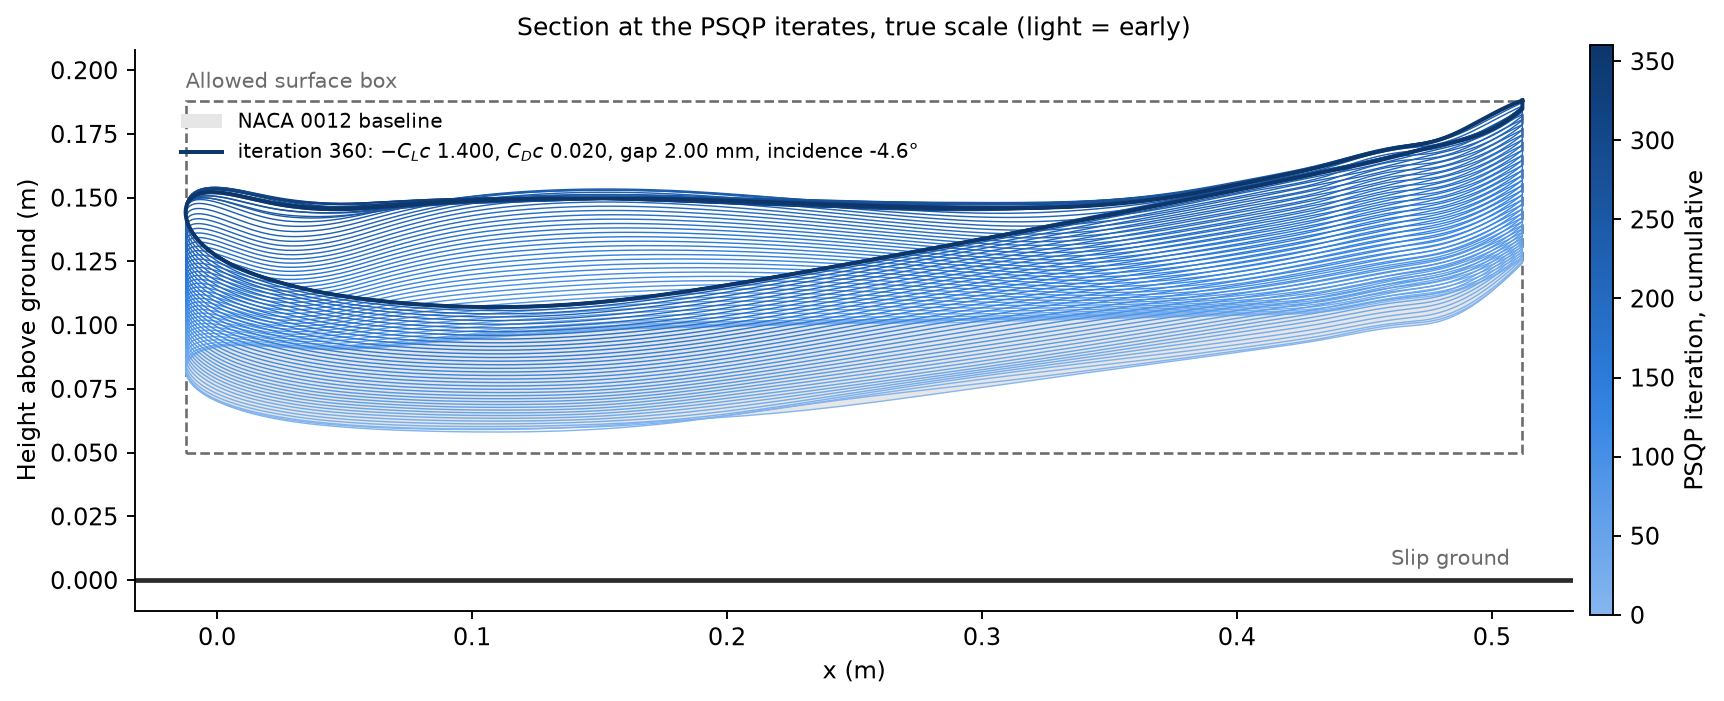 Section at the PSQP iterates, true scale (light = early)
Allowed surface box
NACA 0012 baseline
iteration 360: −C_Lc 1.400, C_Dc 0.020, gap 2.00 mm, incidence -4.6°
Slip ground
Height above ground (m)
0.200
0.175
0.150
0.125
0.100
0.075
0.050
0.025
0.000
0.0 0.1 0.2 0.3 0.4 0.5
x (m)
350
300
250
200
150
100
50
0
PSQP iteration, cumulative